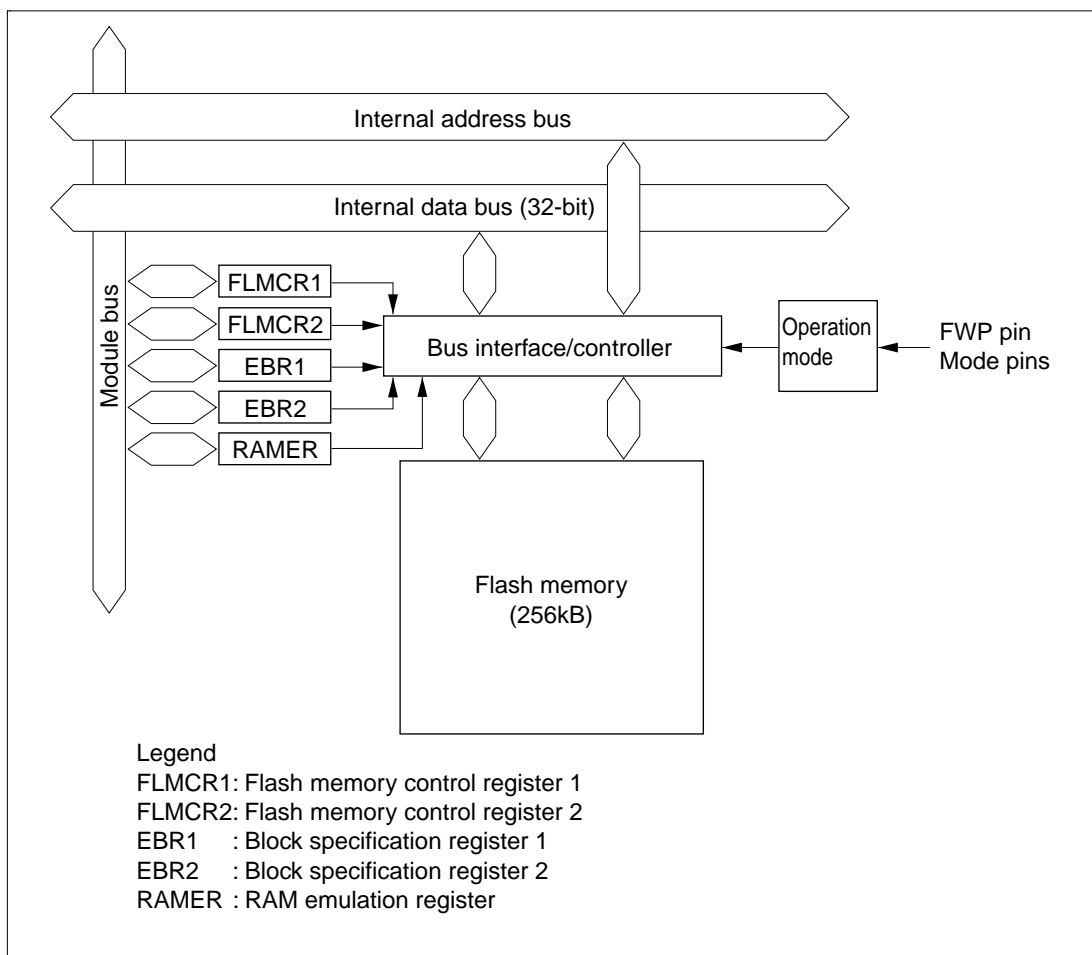 Internal address bus
Internal data bus (32-bit)
Module bus
FLMCR1
FLMCR2
EBR1
EBR2
RAMER
Bus interface/controller
Operation
mode
FWP pin
Mode pins
Flash memory
(256kB)
Legend
FLMCR1: Flash memory control register 1
FLMCR2: Flash memory control register 2
EBR1 : Block specification register 1
EBR2 : Block specification register 2
RAMER : RAM emulation register